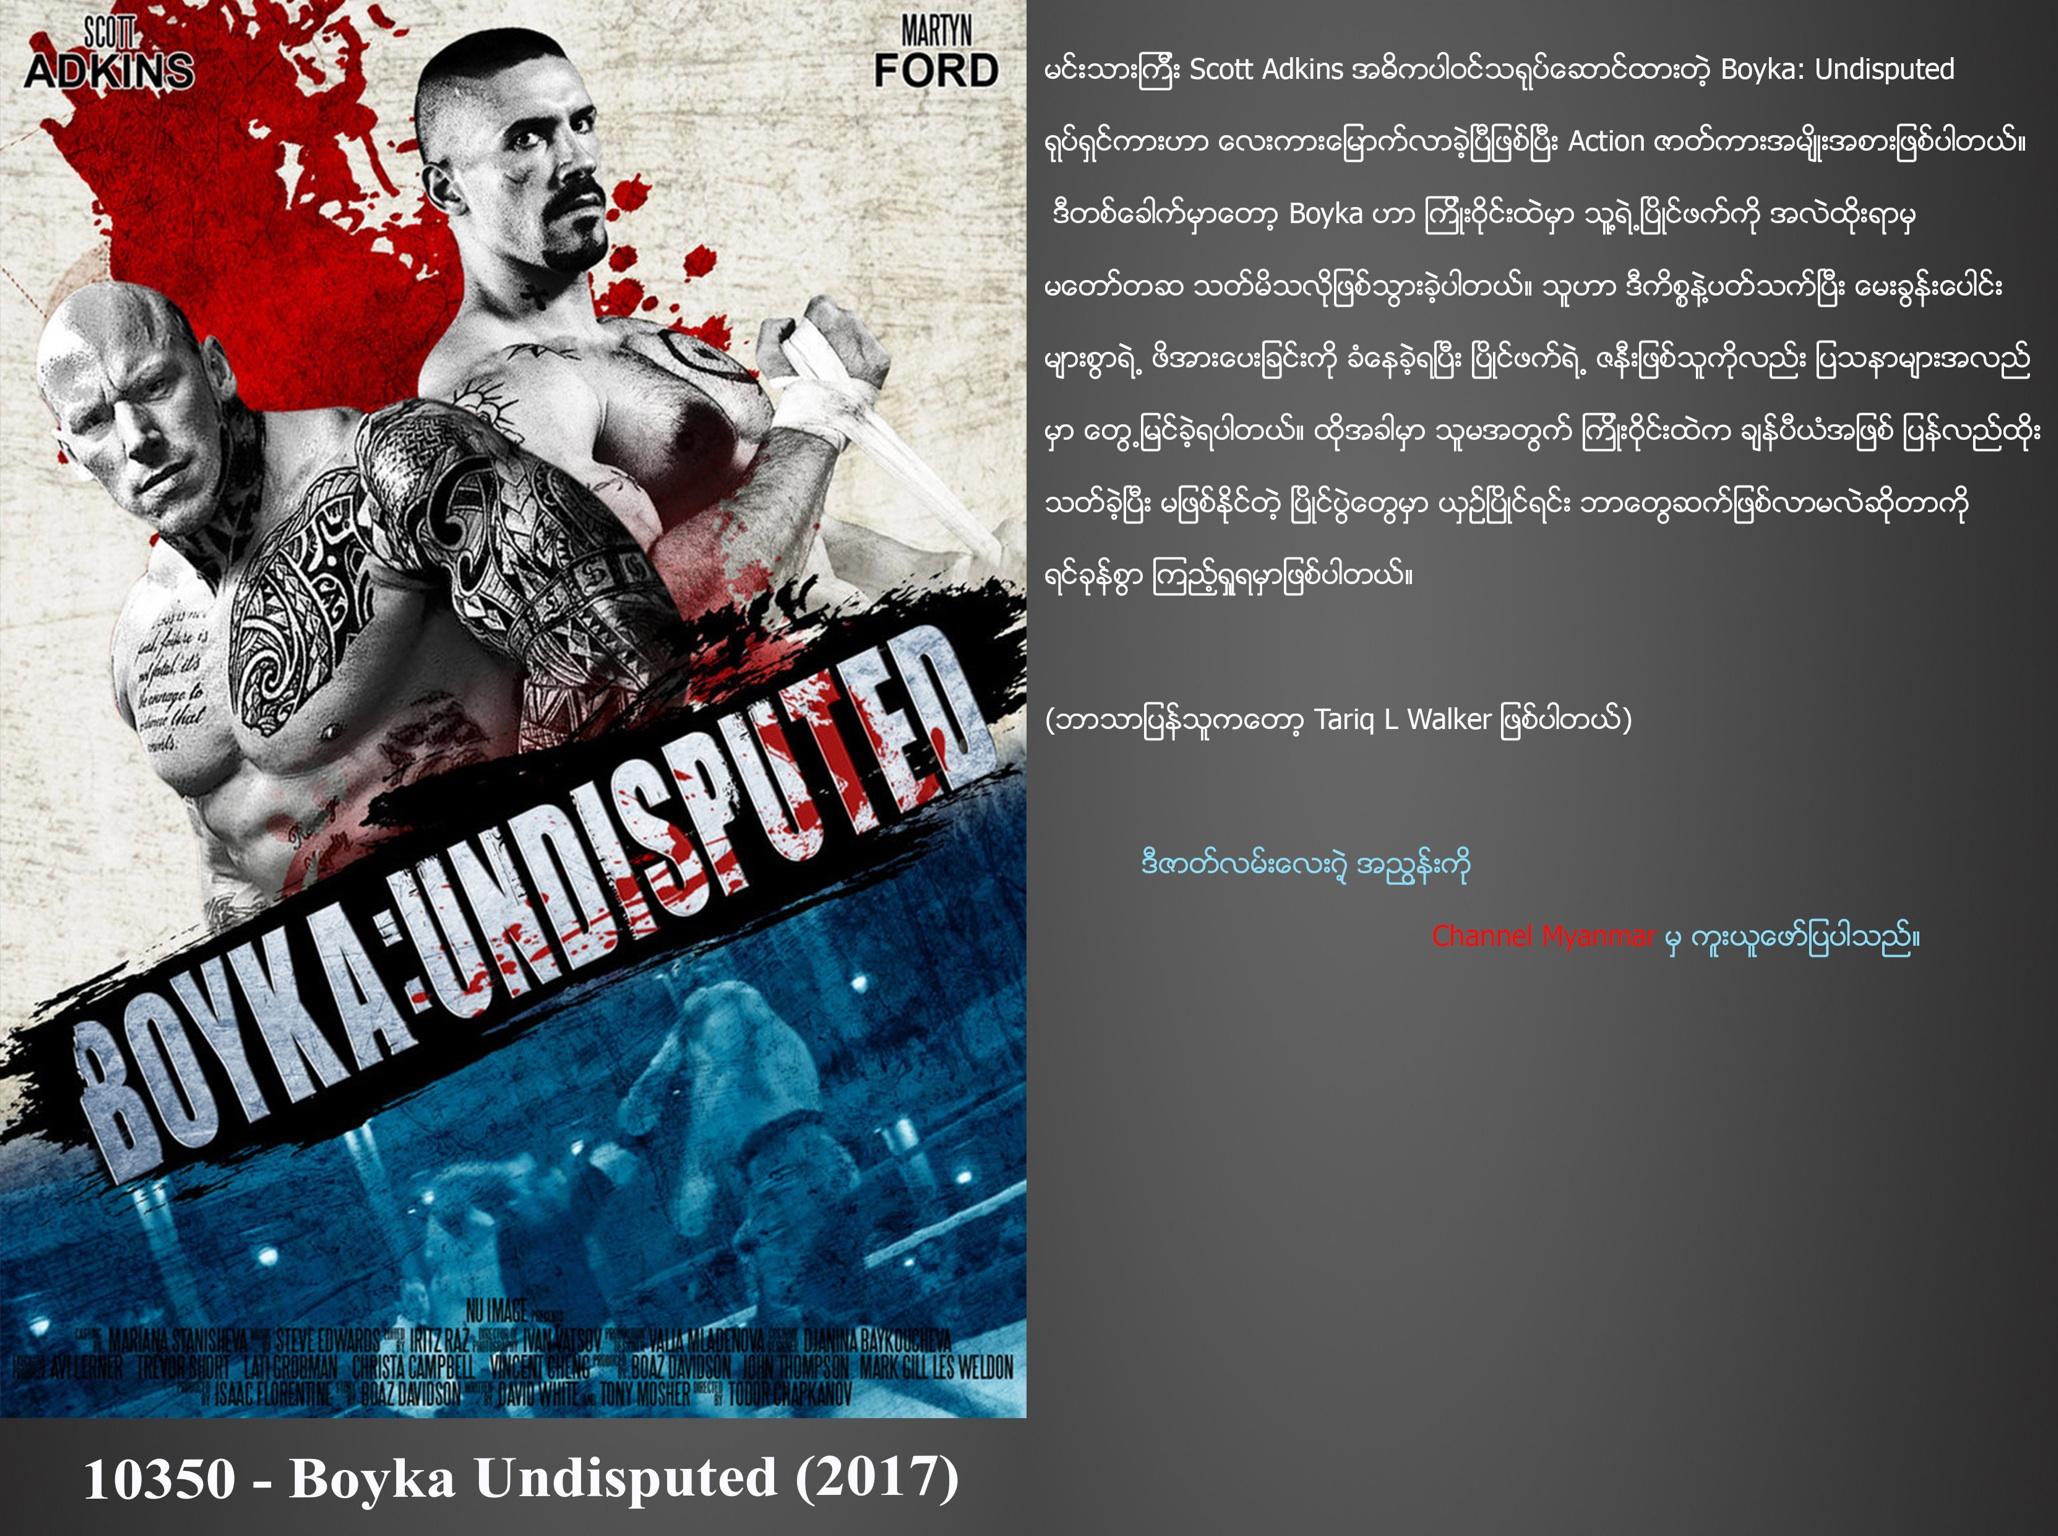 SCOTT
ADKINS
MARTYN
FORD
BOYKA:UNDISPUTED
NU IMAGE PRESENTS
MARIANA STANISHEVA STEVE EDWARDS IRITZ RAZ IVAN VATSOV VALIA MLADENOVA DJANINA BAYKOUCHEVA
AVI LERNER TREVOR SHORT LATI GROBMAN CHRISTA CAMPBELL VINCENT CHENG BOAZ DAVIDSON JOHN THOMPSON MARK GILL LES WELDON
ISAAC FLORENTINE BOAZ DAVIDSON DAVID WHITE AND TONY MOSHER DIRECTED BY TODOR CHAPKANOV
10350 - Boyka Undisputed (2017)
မင်းသားကြီး Scott Adkins အဓိကပါဝင်သရုပ်ဆောင်ထားတဲ့ Boyka: Undisputed
ရုပ်ရှင်ကားဟာ လေးကားမြောက်လာခဲ့ပြီဖြစ်ပြီး Action ဇာတ်ကားအမျိုးအစားဖြစ်ပါတယ်။
ဒီတစ်ခေါက်မှာတော့ Boyka ဟာ ကြိုးဝိုင်းထဲမှာ သူ့ရဲ့ပြိုင်ဖက်ကို အလဲထိုးရာမှ
မတော်တဆ သတ်မိသလိုဖြစ်သွားခဲ့ပါတယ်။ သူဟာ ဒီကိစ္စနဲ့ပတ်သက်ပြီး မေးခွန်းပေါင်း
များစွာရဲ့ ဖိအားပေးခြင်းကို ခံနေခဲ့ရပြီး ပြိုင်ဖက်ရဲ့ ဇနီးဖြစ်သူကိုလည်း ပြသနာများအလည်
မှာ တွေ့မြင်ခဲ့ရပါတယ်။ ထိုအခါမှာ သူမအတွက် ကြိုးဝိုင်းထဲက ချန်ပီယံအဖြစ် ပြန်လည်ထိုး
သတ်ခဲ့ပြီး မဖြစ်နိုင်တဲ့ ပြိုင်ပွဲတွေမှာ ယှဉ်ပြိုင်ရင်း ဘာတွေဆက်ဖြစ်လာမလဲဆိုတာကို
ရင်ခုန်စွာ ကြည့်ရှုရမှာဖြစ်ပါတယ်။
(ဘာသာပြန်သူကတော့ Tariq L Walker ဖြစ်ပါတယ်)
ဒီဇာတ်လမ်းလေးဂဲ့ အညွှန်းကို
Channel Myanmar မှ ကူးယူဖော်ပြပါသည်။